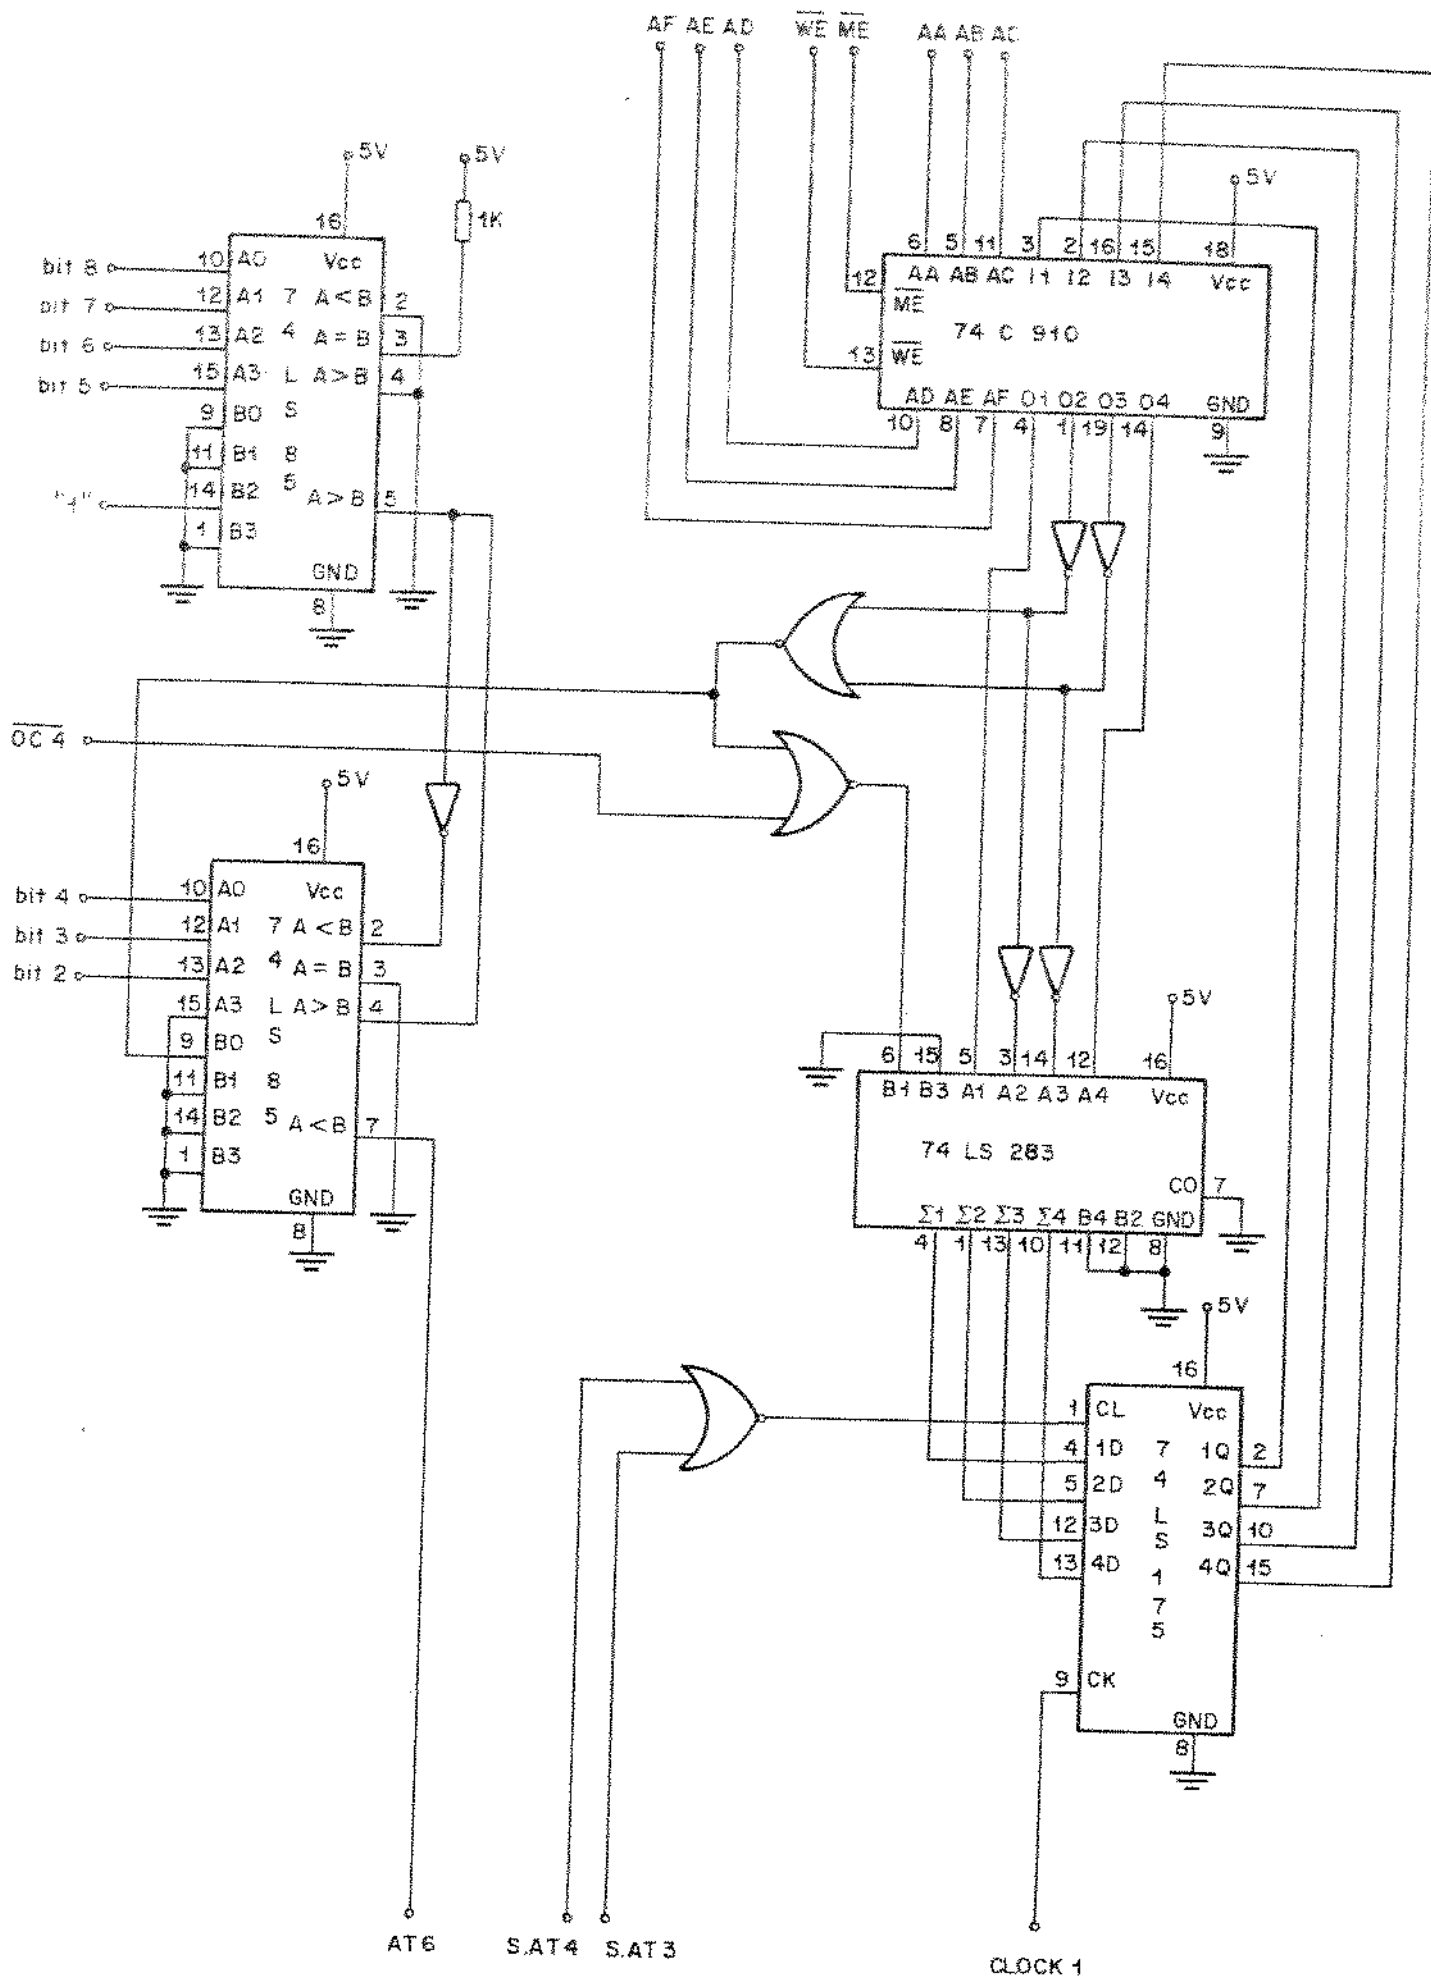 AF AE AD W̅E̅ M̅E̅ AA AB AC
5V
5V
1K
5V
16
6 5 11 3 2 16 15 18
bit 8 10 A0 Vcc
12 AA AB AC I1 I2 I3 I4 Vcc
M̅E̅
bit 7 12 A1 7 A<B 2
74 C 910
bit 6 13 A2 4 A=B 3
13 W̅E̅
bit 5 15 A3 L A>B 4
AD AE AF O1 O2 O3 O4 GND
10 8 7 4 1 19 14 9
9 B0 S
11 B1 8
"1" 14 B2 5 A>B 5
1 B3
GND
8
O̅C̅ 4̅
5V
16
bit 4 10 A0 Vcc
bit 3 12 A1 7 A<B 2
bit 2 13 A2 4 A=B 3
15 A3 L A>B 4
9 B0 S
11 B1 8
14 B2 5 A<B 7
1 B3
GND
8
5V
6 15 5 3 14 12 16
B1 B3 A1 A2 A3 A4 Vcc
74 LS 283
CO 7
Σ1 Σ2 Σ3 Σ4 B4 B2 GND
4 1 13 10 11 12 8
5V
16
1 CL Vcc
4 1D 7 1Q 2
5 2D 4 2Q 7
12 3D L S 3Q 10
13 4D 1 4Q 15
7
5
9 CK
GND
8
AT6 S.AT4 S.AT3 CLOCK 1